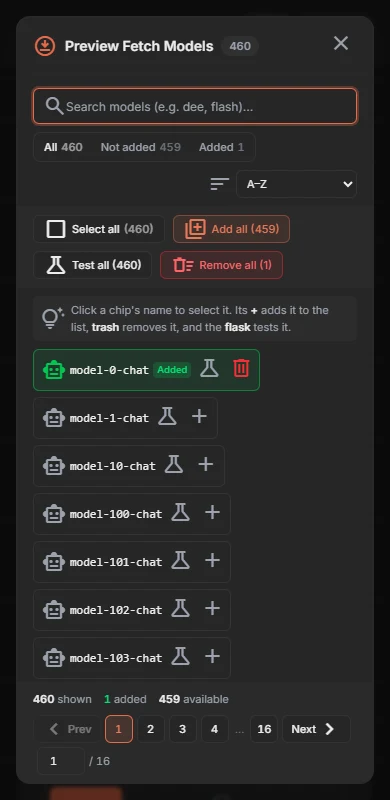 Preview Fetch Models 460
Search models (e.g. dee, flash)...
All 460 Not added 459 Added 1
A–Z
Select all (460) Add all (459)
Test all (460) Remove all (1)
Click a chip's name to select it. Its + adds it to the
list, trash removes it, and the flask tests it.
model-0-chat Added
model-1-chat
model-10-chat
model-100-chat
model-101-chat
model-102-chat
model-103-chat
460 shown 1 added 459 available
Prev 1 2 3 4 ... 16 Next
1 / 16